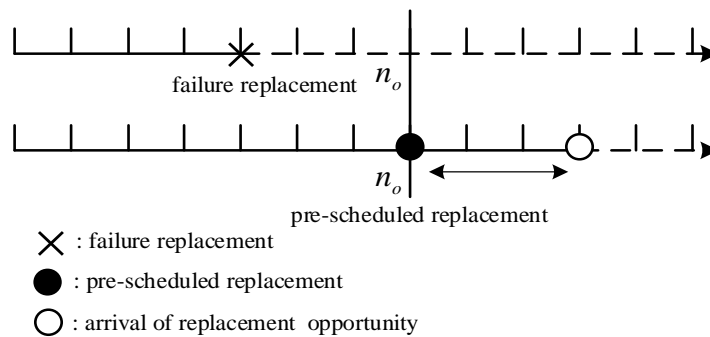 failure replacement
n_o
n_o
pre-scheduled replacement
: failure replacement
: pre-scheduled replacement
: arrival of replacement opportunity